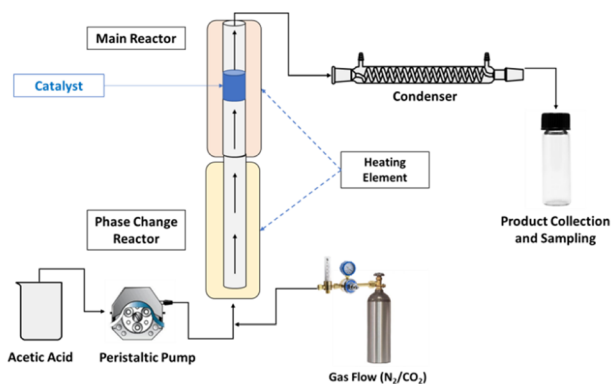 Main Reactor
Catalyst
Condenser
Heating
Element
Phase Change
Reactor
Product Collection
and Sampling
Acetic Acid
Peristaltic Pump
Gas Flow (N₂/CO₂)